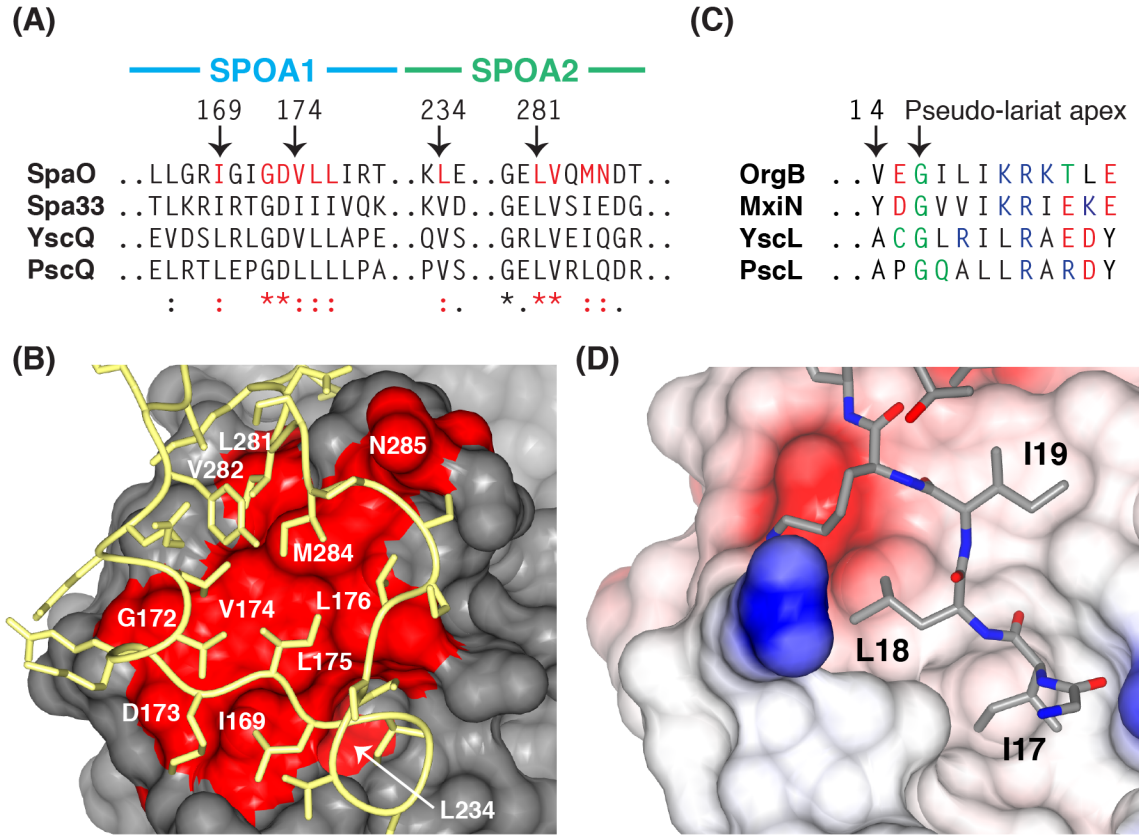 (A)
SPOA1 SPOA2
169 174 234 281
SpaO ..LLGRIGIGDVLLIRT..KLE..GELVQMNDT..
Spa33 ..TLKRIRTGDIIIVQK..KVD..GELVSIEDG..
YscQ ..EVDSLRLGDVLLAPE..QVS..GRLVEIQGR..
PscQ ..ELRTLEPGDLLLLPA..PVS..GELVRLQDR..
: : **::: :. *.** ::.
(C)
14 Pseudo-lariat apex
OrgB ..VEGILIKRKTLE
MxiN ..YDGVVIKRIEKE
YscL ..ACGLRILRAEDY
PscL ..APGQALLRARDY
(B)
L281
N285
V282
M284
G172
V174
L176
L175
D173
I169
L234
(D)
I19
L18
I17